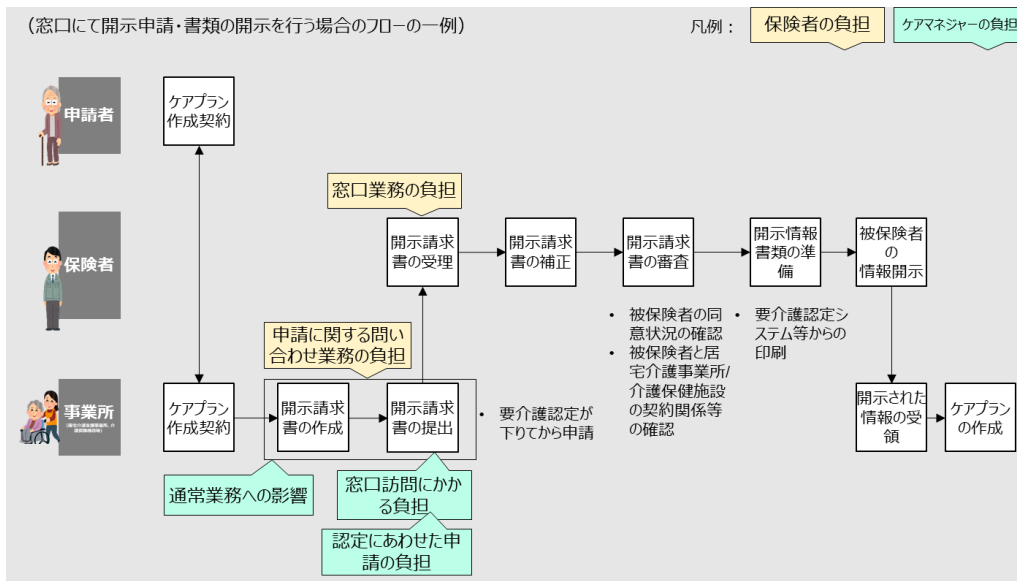 （窓口にて開示申請・書類の開示を行う場合のフローの一例）
凡例：
保険者の負担
ケアマネジャーの負担
申請者
ケアプラン
作成契約
窓口業務の負担
保険者
開示請求
書の受理
開示請求
書の補正
開示請求
書の審査
開示情報
書類の準
備
被保険者
の
情報開示
• 被保険者の同
意状況の確認
• 被保険者と居
宅介護事業所/
介護保健施設
の契約関係等
の確認
• 要介護認定シ
ステム等からの
印刷
申請に関する問い
合わせ業務の負担
事業所
ケアプラン
作成契約
開示請求
書の作成
開示請求
書の提出
• 要介護認定が
下りてから申請
開示された
情報の受
領
ケアプラン
の作成
通常業務への影響
窓口訪問にかか
る負担
認定にあわせた申
請の負担